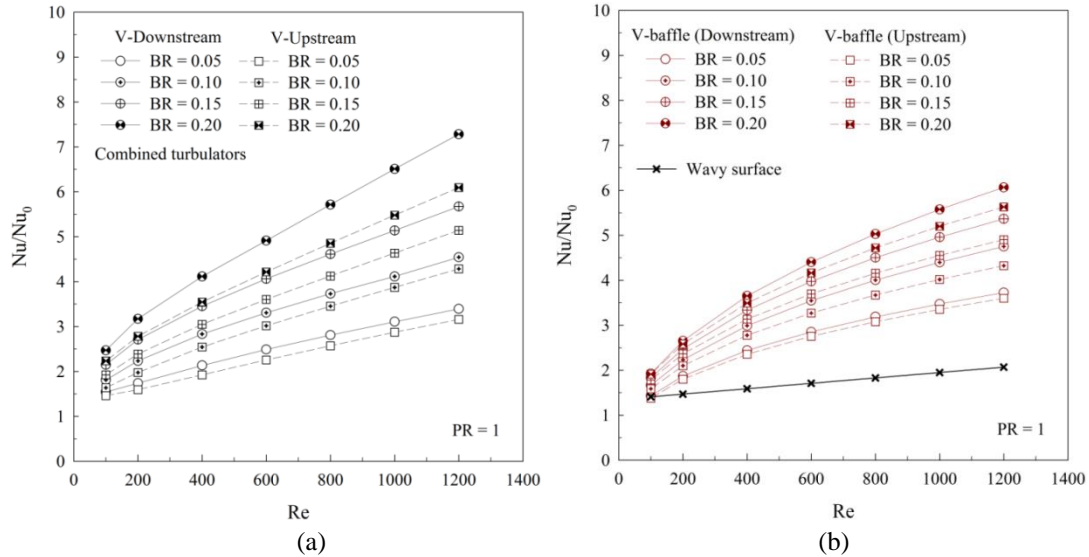 V-Downstream V-Upstream
BR = 0.05 BR = 0.05
BR = 0.10 BR = 0.10
BR = 0.15 BR = 0.15
BR = 0.20 BR = 0.20
Combined turbulators
PR = 1
10
9
8
7
6
5
4
3
2
1
0
Nu/Nu0
0 200 400 600 800 1000 1200 1400
Re
(a)
V-baffle (Downstream) V-baffle (Upstream)
BR = 0.05 BR = 0.05
BR = 0.10 BR = 0.10
BR = 0.15 BR = 0.15
BR = 0.20 BR = 0.20
Wavy surface
PR = 1
10
9
8
7
6
5
4
3
2
1
0
Nu/Nu0
0 200 400 600 800 1000 1200 1400
Re
(b)